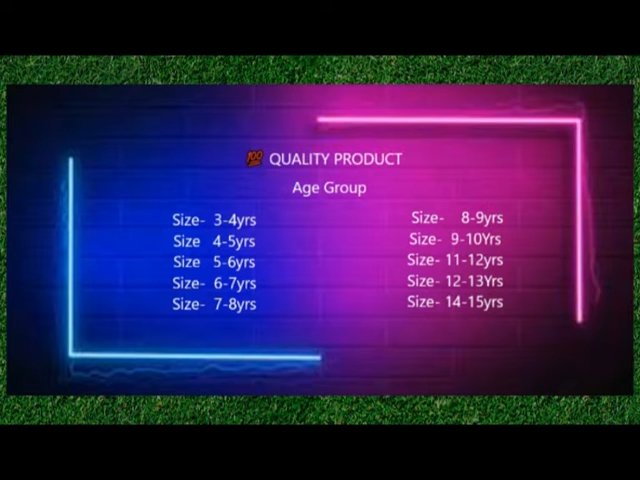 💯 QUALITY PRODUCT
Age Group
Size- 3-4yrs
Size 4-5yrs
Size 5-6yrs
Size- 6-7yrs
Size- 7-8yrs
Size- 8-9yrs
Size- 9-10Yrs
Size- 11-12yrs
Size- 12-13Yrs
Size- 14-15yrs